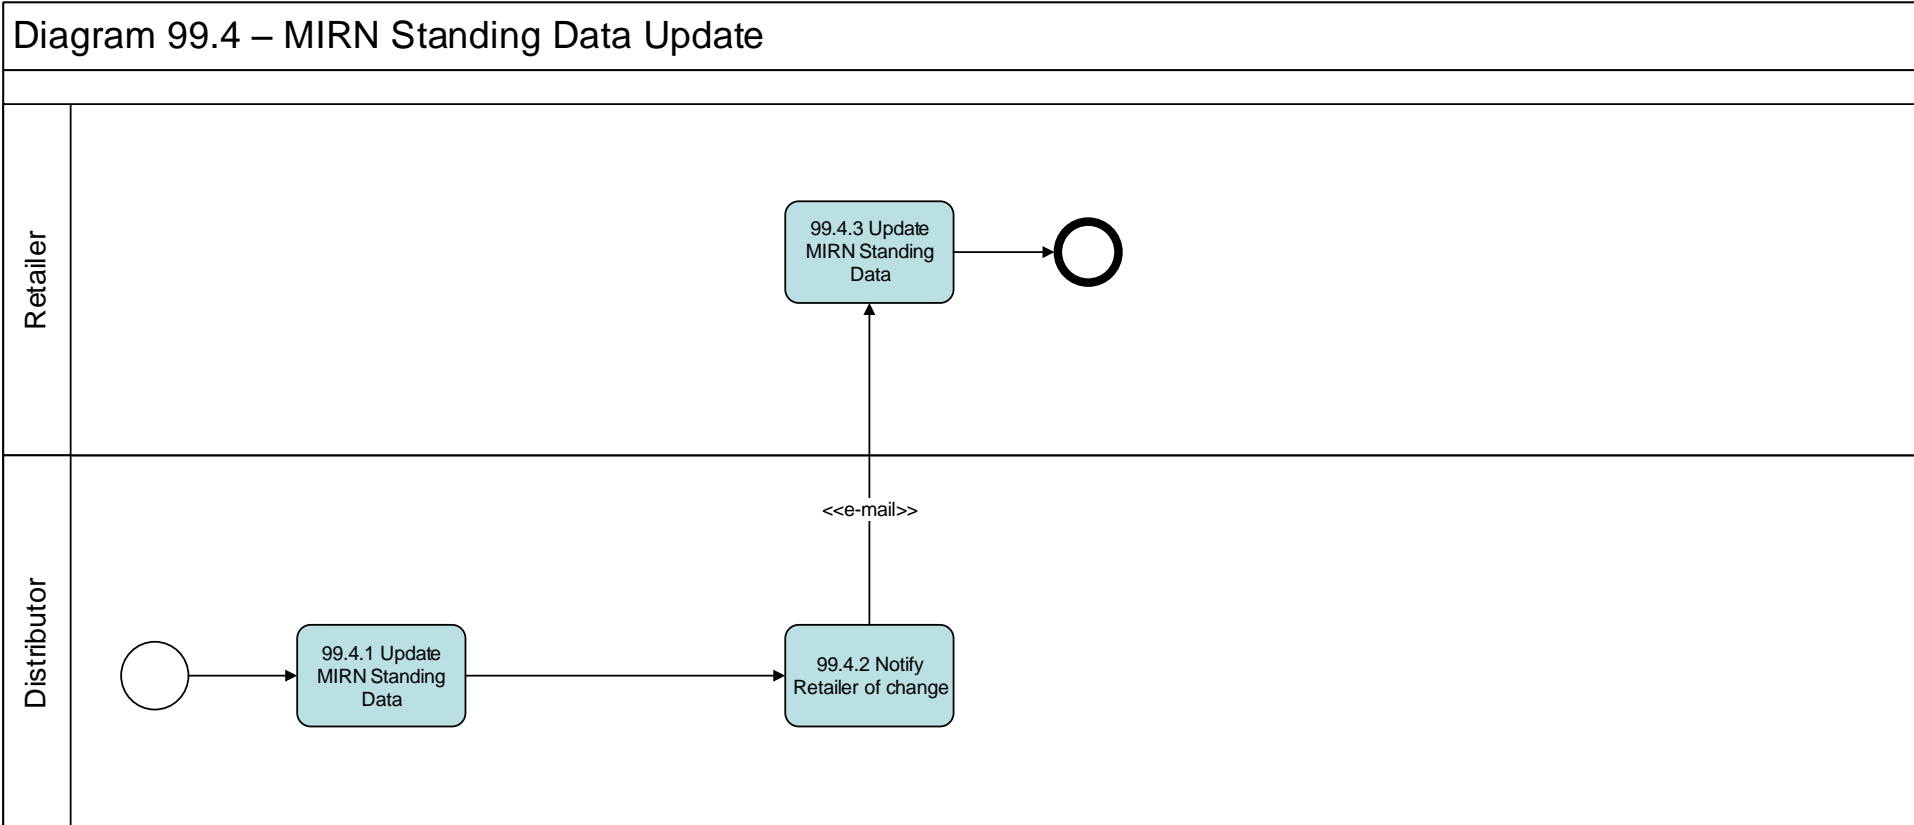 Diagram 99.4 – MIRN Standing Data Update
Retailer
99.4.3 Update
MIRN Standing
Data
<<e-mail>>
Distributor
99.4.1 Update
MIRN Standing
Data
99.4.2 Notify
Retailer of change